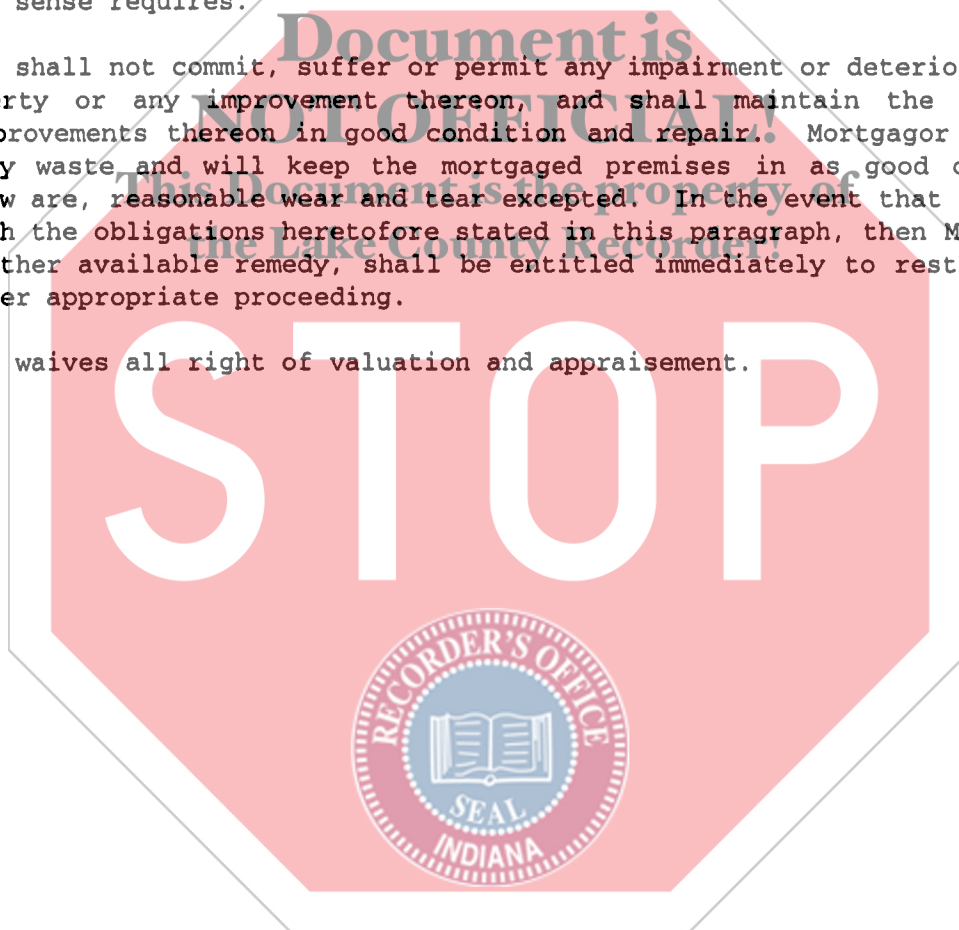 sense requires.
Document is
shall not commit, suffer or permit any impairment or deterio
rty or any improvement thereon, and shall maintain the
NOT OFFICIAL!
provements thereon in good condition and repair. Mortgagor
y waste and will keep the mortgaged premises in as good
This Document is the property of
w are, reasonable wear and tear excepted. In the event that
h the obligations heretofore stated in this paragraph, then M
the Lake County Recorder!
ther available remedy, shall be entitled immediately to rest
er appropriate proceeding.
waives all right of valuation and appraisement.
STOP
RECORDER'S OFFICE
SEAL
INDIANA